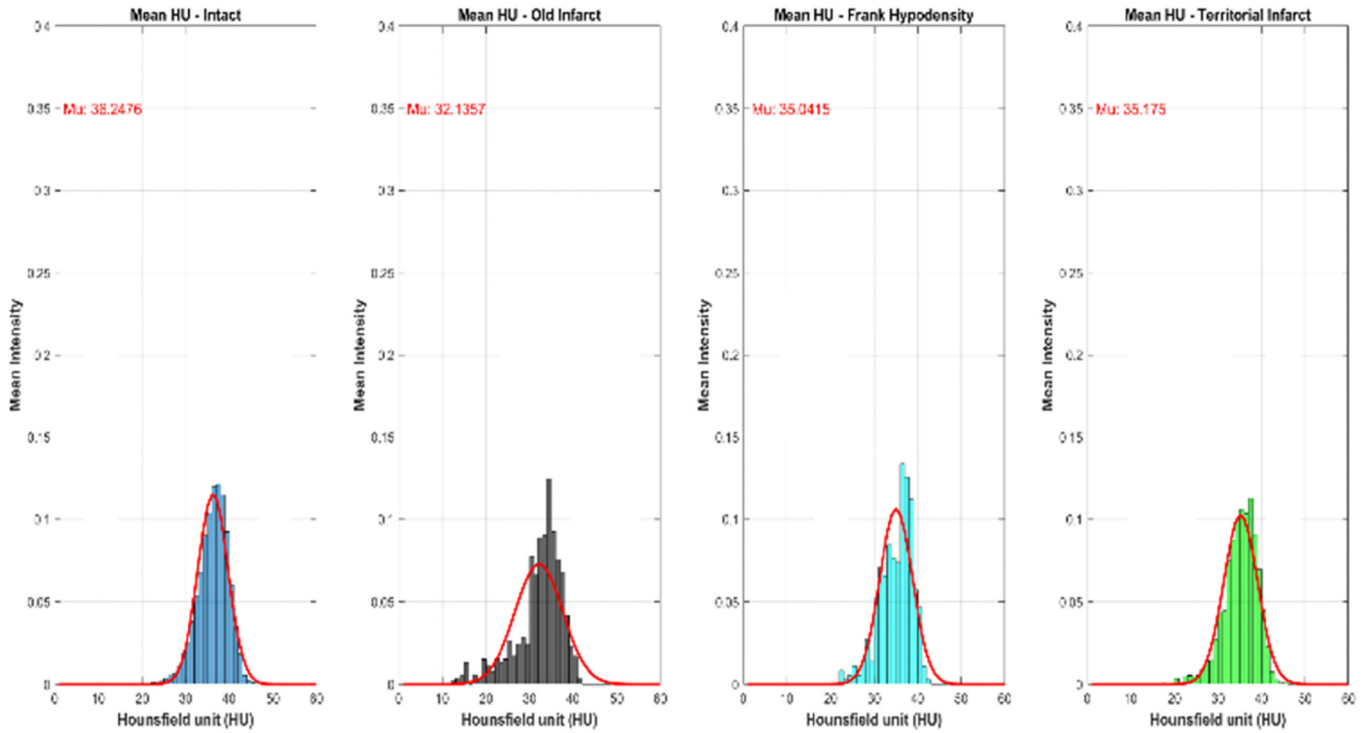 Mean HU - Intact
0.4
0.35
Mu: 36.2476
0.3
0.25
0.2
0.15
0.1
0.05
0
Mean Intensity
0 10 20 30 40 50 60
Hounsfield unit (HU)
Mean HU - Old Infarct
0.4
0.35
Mu: 32.1357
0.3
0.25
0.2
0.15
0.1
0.05
0
Mean Intensity
0 10 20 30 40 50 60
Hounsfield unit (HU)
Mean HU - Frank Hypodensity
0.4
0.35
Mu: 35.0415
0.3
0.25
0.2
0.15
0.1
0.05
0
Mean Intensity
0 10 20 30 40 50 60
Hounsfield unit (HU)
Mean HU - Territorial Infarct
0.4
0.35
Mu: 35.175
0.3
0.25
0.2
0.15
0.1
0.05
0
Mean Intensity
0 10 20 30 40 50 60
Hounsfield unit (HU)